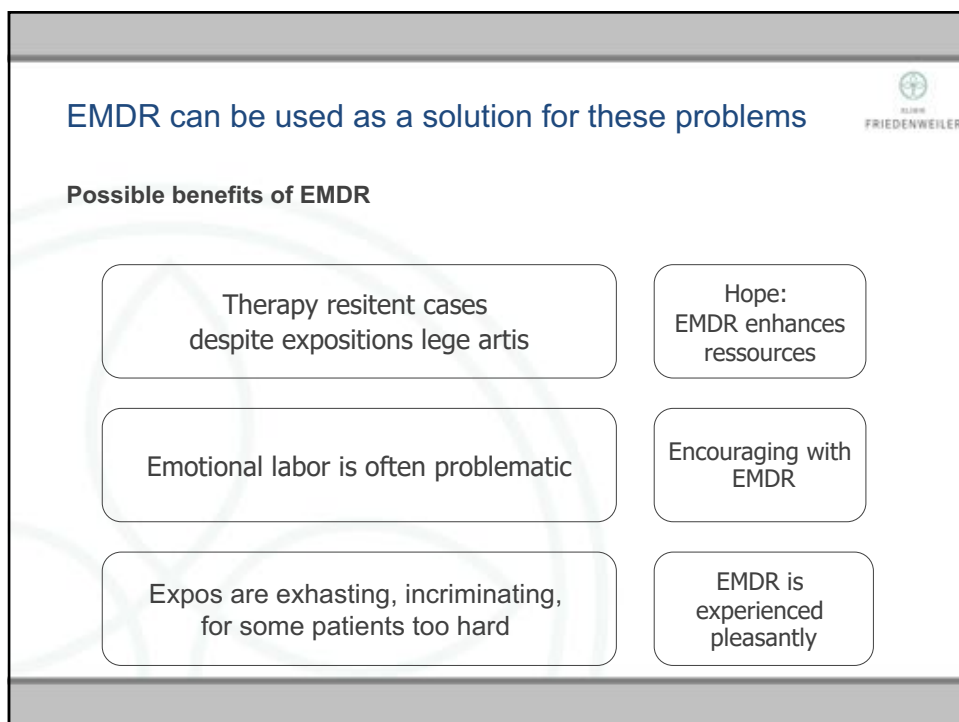 EMDR can be used as a solution for these problems
KLINIK
FRIEDENWEILER
Possible benefits of EMDR
Therapy resitent cases
despite expositions lege artis
Hope:
EMDR enhances
ressources
Emotional labor is often problematic
Encouraging with
EMDR
Expos are exhasting, incriminating,
for some patients too hard
EMDR is
experienced
pleasantly